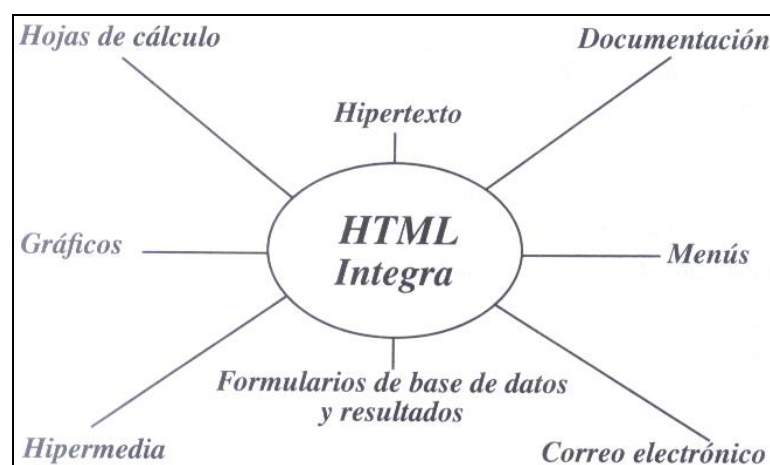 Hojas de cálculo
Documentación
Hipertexto
HTML
Integra
Gráficos
Menús
Formularios de base de datos
y resultados
Hipermedia
Correo electrónico